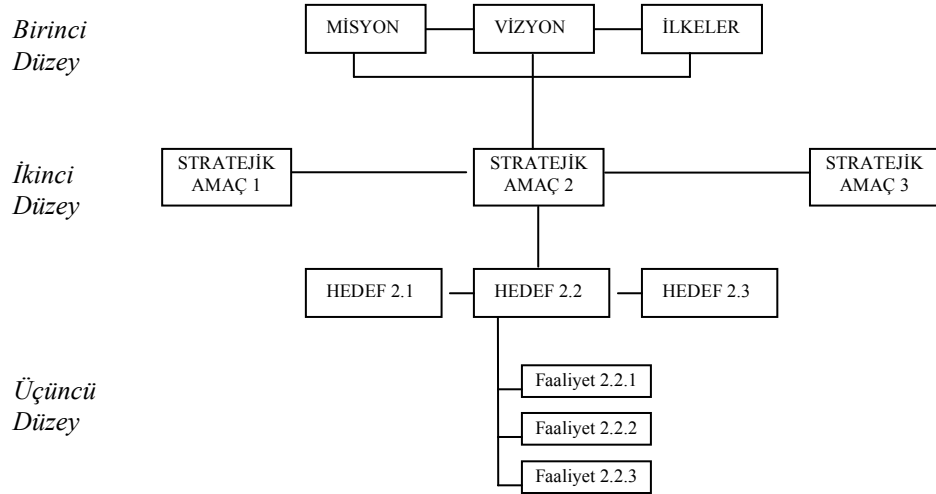 Birinci
Düzey
MİSYON
VİZYON
İLKELER
İkinci
Düzey
STRATEJİK
AMAÇ 1
STRATEJİK
AMAÇ 2
STRATEJİK
AMAÇ 3
HEDEF 2.1
HEDEF 2.2
HEDEF 2.3
Üçüncü
Düzey
Faaliyet 2.2.1
Faaliyet 2.2.2
Faaliyet 2.2.3